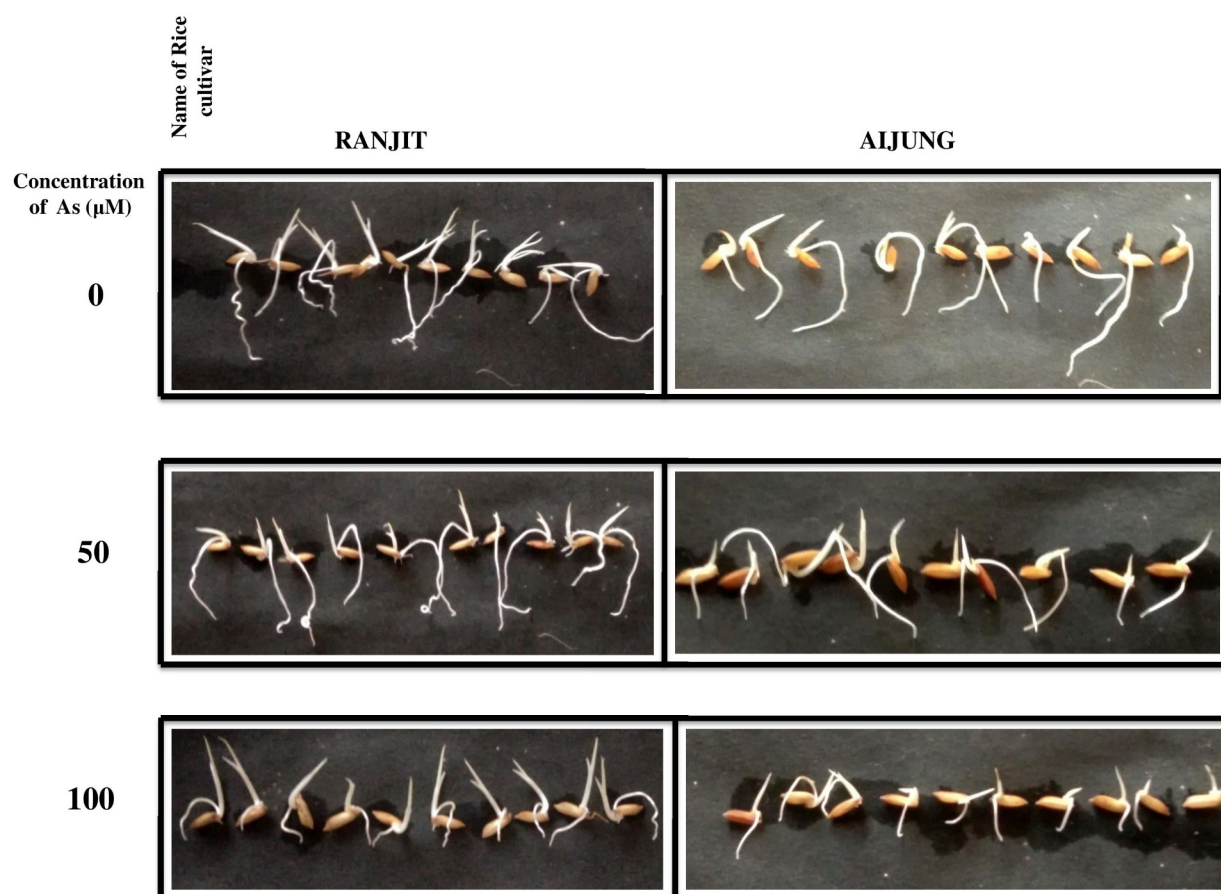 Name of Rice
cultivar
RANJIT
AIJUNG
Concentration
of As (µM)
0
50
100